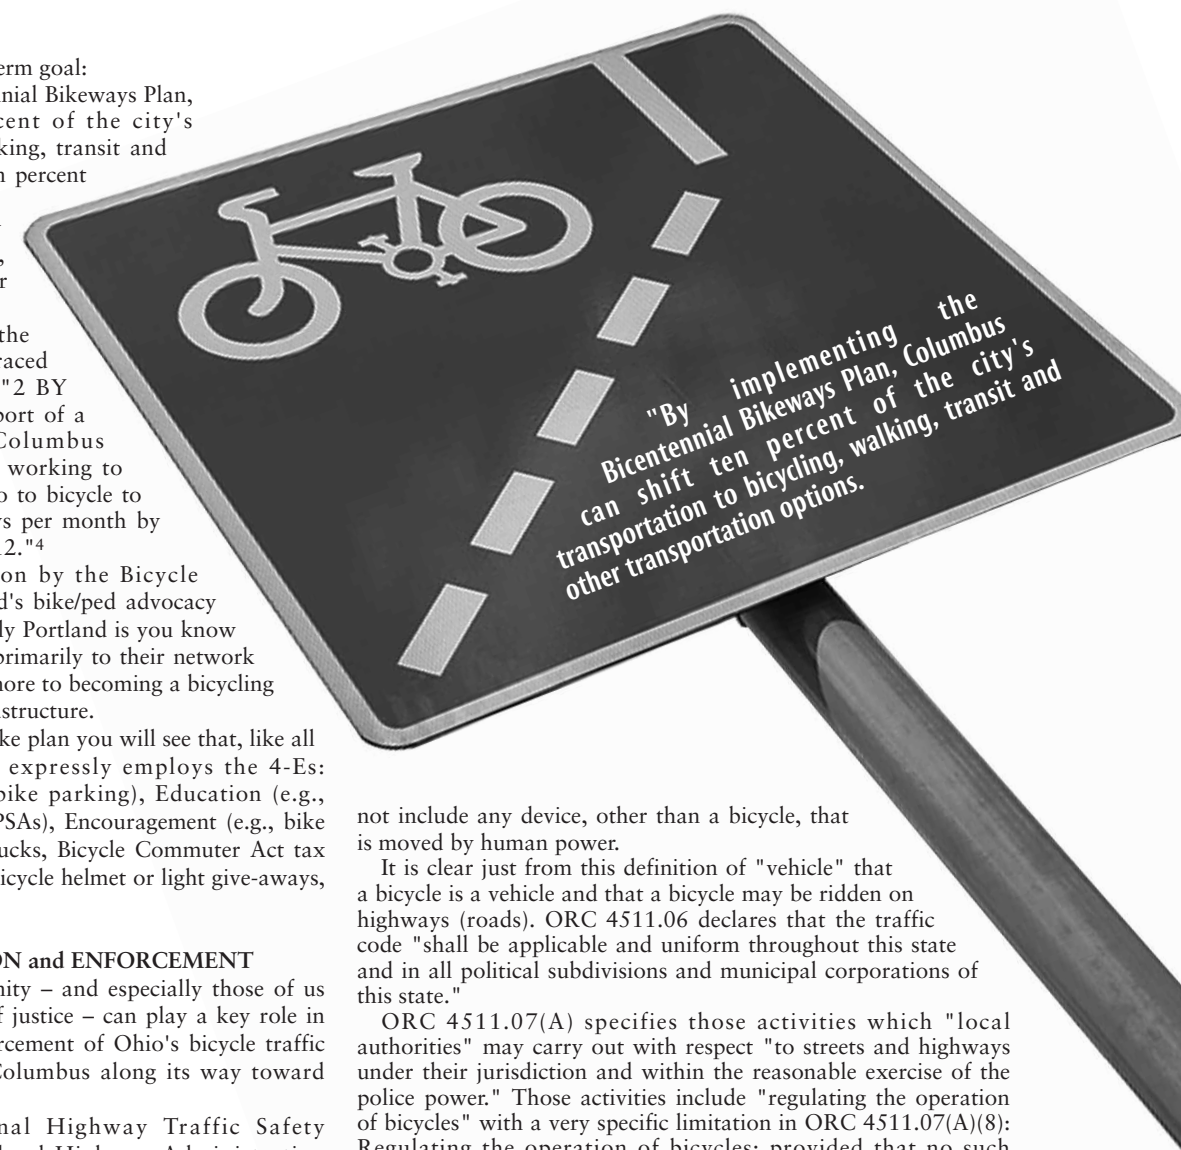 erm goal:
nial Bikeways Plan,
cent of the city's
king, transit and
n percent
,
r
the
raced
"2 BY
port of a
Columbus
working to
o to bicycle to
ys per month by
2."4
on by the Bicycle
d's bike/ped advocacy
ly Portland is you know
primarily to their network
nore to becoming a bicycling
structure.
ke plan you will see that, like all
expressly employs the 4-Es:
bike parking), Education (e.g.,
PSAs), Encouragement (e.g., bike
ucks, Bicycle Commuter Act tax
icycle helmet or light give-aways,
ON and ENFORCEMENT
nity – and especially those of us
f justice – can play a key role in
rcement of Ohio's bicycle traffic
Columbus along its way toward
nal Highway Traffic Safety
"By implementing the
Bicentennial Bikeways Plan, Columbus
can shift ten percent of the city's
transportation to bicycling, walking, transit and
other transportation options.
not include any device, other than a bicycle, that
is moved by human power.
It is clear just from this definition of "vehicle" that
a bicycle is a vehicle and that a bicycle may be ridden on
highways (roads). ORC 4511.06 declares that the traffic
code "shall be applicable and uniform throughout this state
and in all political subdivisions and municipal corporations of
this state."
ORC 4511.07(A) specifies those activities which "local
authorities" may carry out with respect "to streets and highways
under their jurisdiction and within the reasonable exercise of the
police power." Those activities include "regulating the operation
of bicycles" with a very specific limitation in ORC 4511.07(A)(8):
Regulating the operation of bicycles; provided that no such